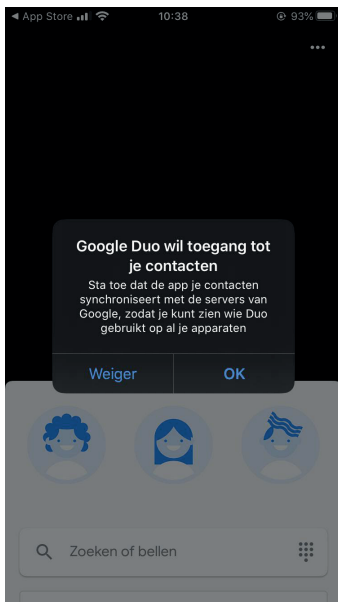 App Store 10:38 93%
Google Duo wil toegang tot
je contacten
Sta toe dat de app je contacten
synchroniseert met de servers van
Google, zodat je kunt zien wie Duo
gebruikt op al je apparaten
Weiger OK
Zoeken of bellen